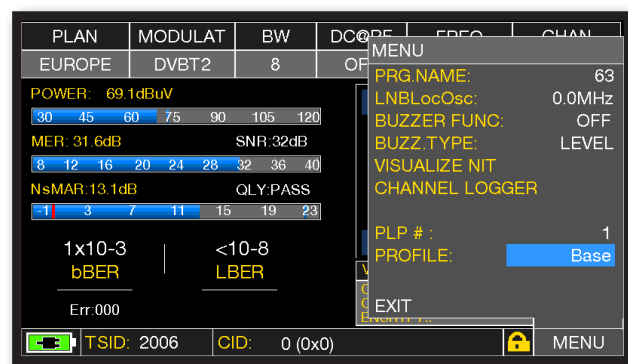 PLAN MODULAT BW
EUROPE DVBT2 8
POWER: 69.1dBuV
30 45 60 75 90 105 120
MER: 31.6dB SNR:32dB
8 12 16 20 24 28 32 36 40
NsMAR:13.1dB QLY:PASS
-1 3 7 11 15 19 23
1x10-3 <10-8
bBER LBER
Err:000
MENU
PRG.NAME: 63
LNBLocOsc: 0.0MHz
BUZZER FUNC: OFF
BUZZ.TYPE: LEVEL
VISUALIZE NIT
CHANNEL LOGGER
PLP # : 1
PROFILE: Base
EXIT
TSID: 2006 CID: 0 (0x0) MENU